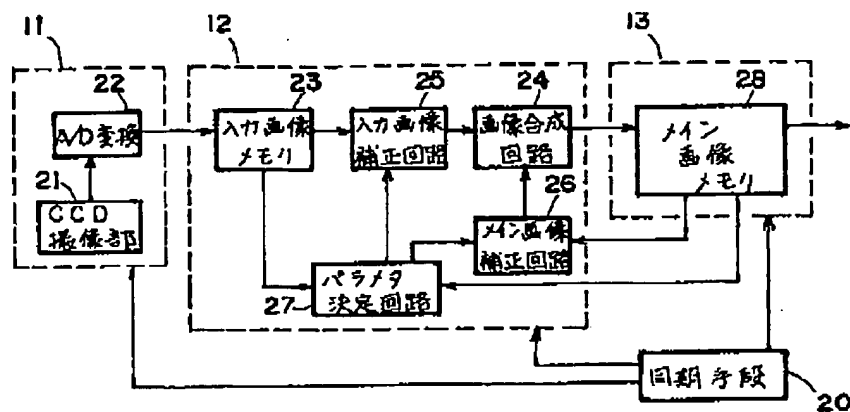 11
12
13
22
23
25
24
28
A/D変換
入力画像
メモリ
入力画像
補正回路
画像合成
回路
メイン
画像
メモリ
21
CCD
撮像部
26
メイン画像
補正回路
27
パラメタ
決定回路
同期手段
20